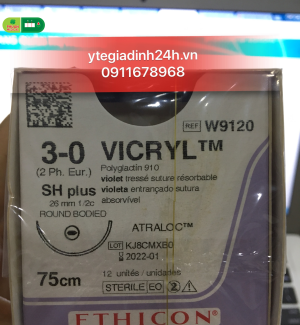 ytegiadinh24h.vn
0911678968
REF W9120
3-0 VICRYL™
(2 Ph. Eur.) Polyglactin 910
violet tressé suture résorbable
SH plus violeta entrançado sutura
26 mm 1/2c absorvível
ROUND BODIED
ATRALOC™
LOT KJ8CMXB0
2022-01
75cm 12 unités / unidades
STERILE EO 2
ETHICON